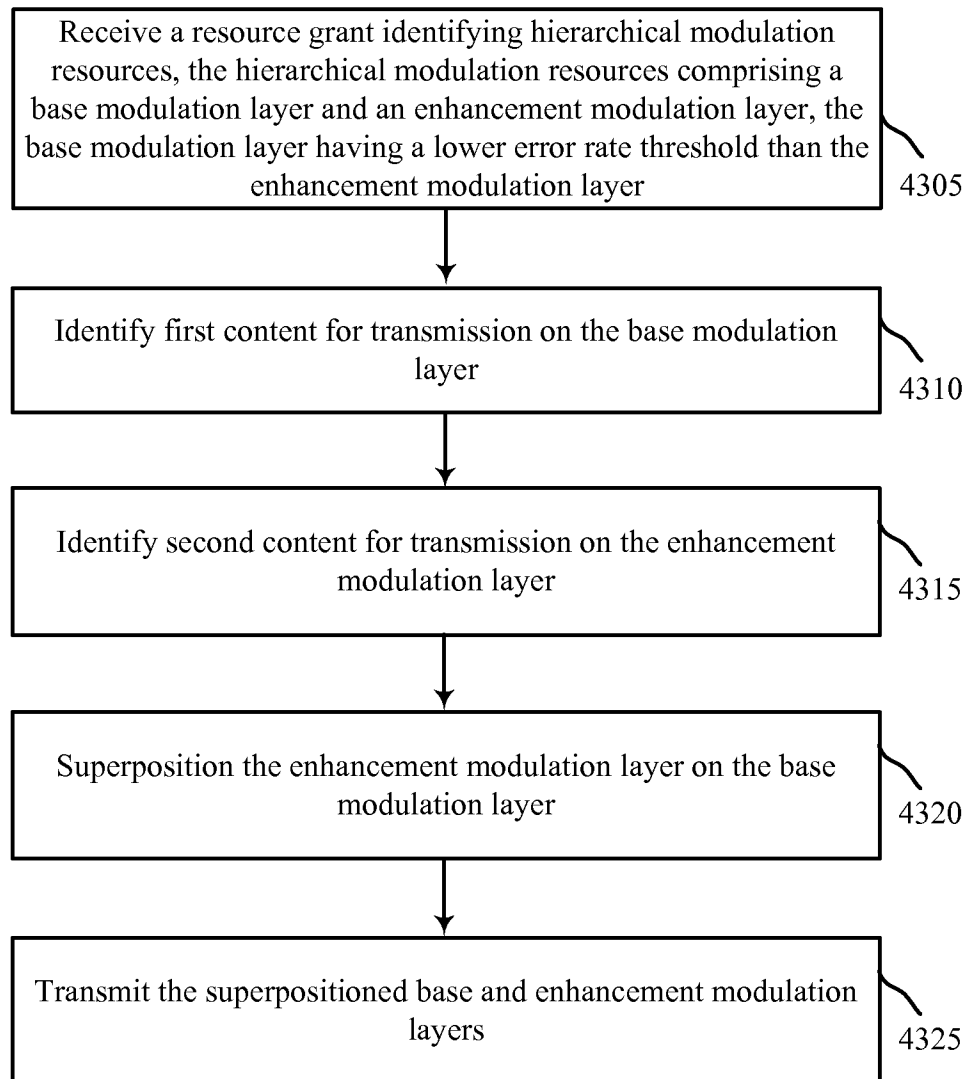 Receive a resource grant identifying hierarchical modulation
resources, the hierarchical modulation resources comprising a
base modulation layer and an enhancement modulation layer, the
base modulation layer having a lower error rate threshold than the
enhancement modulation layer
4305
Identify first content for transmission on the base modulation
layer
4310
Identify second content for transmission on the enhancement
modulation layer
4315
Superposition the enhancement modulation layer on the base
modulation layer
4320
Transmit the superpositioned base and enhancement modulation
layers
4325